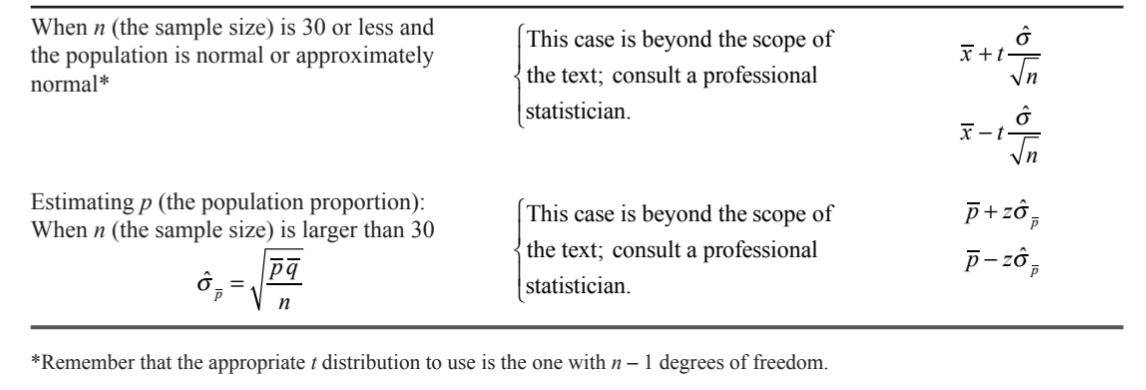 When n (the sample size) is 30 or less and
the population is normal or approximately
normal*
This case is beyond the scope of
the text; consult a professional
statistician.
x̄ + t σ̂/√n
x̄ − t σ̂/√n
Estimating p (the population proportion):
When n (the sample size) is larger than 30
σ̂_p̄ = √(p̄q̄/n)
This case is beyond the scope of
the text; consult a professional
statistician.
p̄ + zσ̂_p̄
p̄ − zσ̂_p̄
*Remember that the appropriate t distribution to use is the one with n – 1 degrees of freedom.